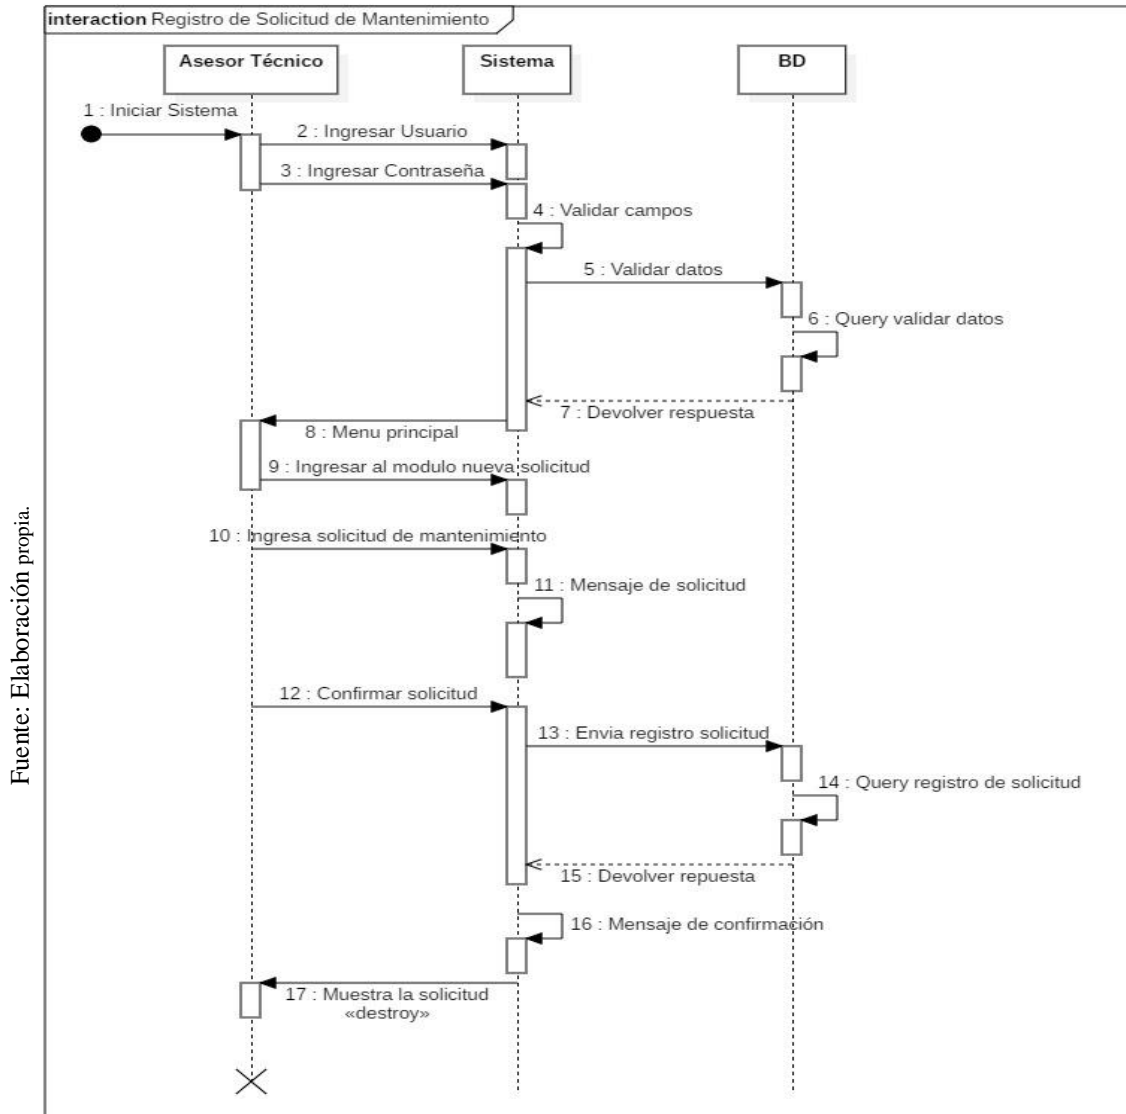 interaction Registro de Solicitud de Mantenimiento
Asesor Técnico
Sistema
BD
1 : Iniciar Sistema
2 : Ingresar Usuario
3 : Ingresar Contraseña
4 : Validar campos
5 : Validar datos
6 : Query validar datos
7 : Devolver respuesta
8 : Menu principal
9 : Ingresar al modulo nueva solicitud
10 : Ingresa solicitud de mantenimiento
11 : Mensaje de solicitud
12 : Confirmar solicitud
13 : Envia registro solicitud
14 : Query registro de solicitud
15 : Devolver repuesta
16 : Mensaje de confirmación
17 : Muestra la solicitud
«destroy»
Fuente: Elaboración propia.